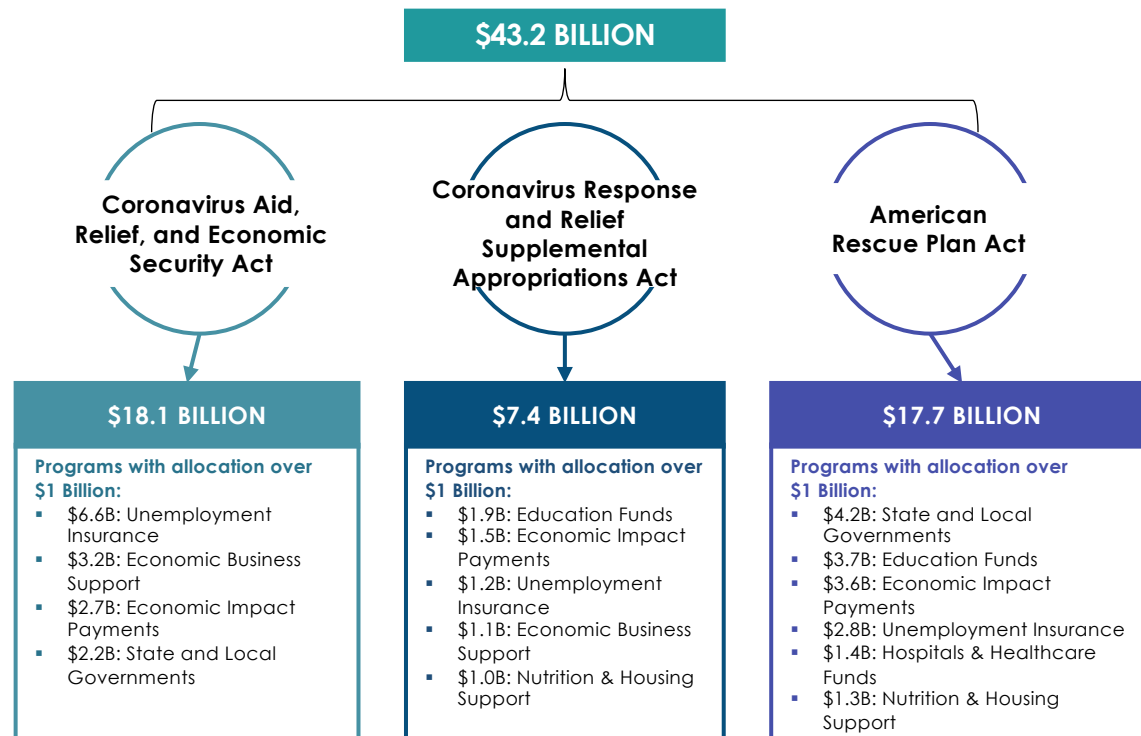 $43.2 BILLION
Coronavirus Aid,
Relief, and Economic
Security Act
Coronavirus Response
and Relief
Supplemental
Appropriations Act
American
Rescue Plan Act
$18.1 BILLION
Programs with allocation over
$1 Billion:
▪ $6.6B: Unemployment
Insurance
▪ $3.2B: Economic Business
Support
▪ $2.7B: Economic Impact
Payments
▪ $2.2B: State and Local
Governments
$7.4 BILLION
Programs with allocation over
$1 Billion:
▪ $1.9B: Education Funds
▪ $1.5B: Economic Impact
Payments
▪ $1.2B: Unemployment
Insurance
▪ $1.1B: Economic Business
Support
▪ $1.0B: Nutrition & Housing
Support
$17.7 BILLION
Programs with allocation over
$1 Billion:
▪ $4.2B: State and Local
Governments
▪ $3.7B: Education Funds
▪ $3.6B: Economic Impact
Payments
▪ $2.8B: Unemployment Insurance
▪ $1.4B: Hospitals & Healthcare
Funds
▪ $1.3B: Nutrition & Housing
Support